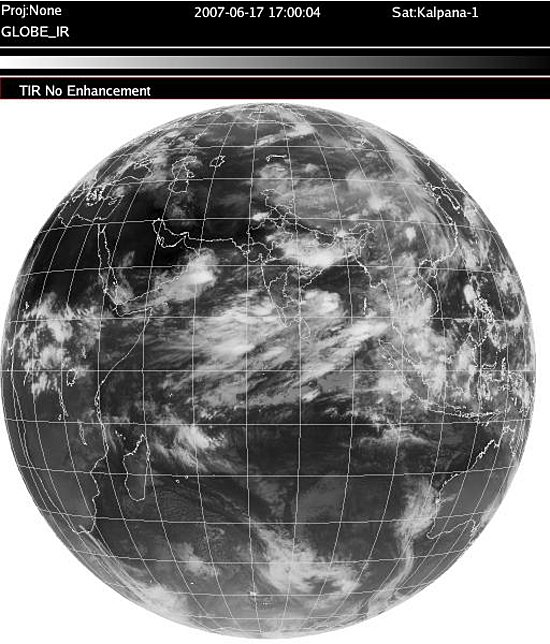 Proj:None 2007-06-17 17:00:04 Sat:Kalpana-1
GLOBE_IR
TIR No Enhancement